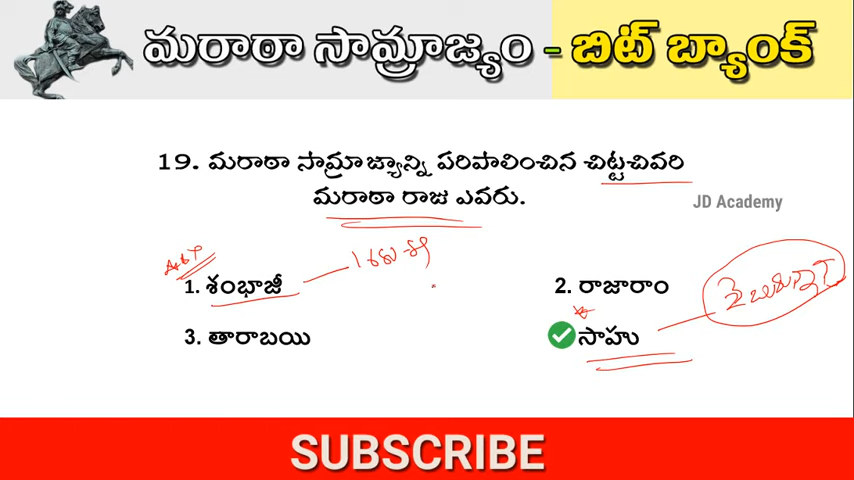 మరాఠా సామ్రాజ్యం - బిట్ బ్యాంక్
19. మరాఠా సామ్రాజ్యాన్ని పరిపాలించిన చిట్టచివరి
మరాఠా రాజు ఎవరు.
JD Academy
1. శంభాజీ
2. రాజారాం
3. తారాబయి
సాహు
SUBSCRIBE